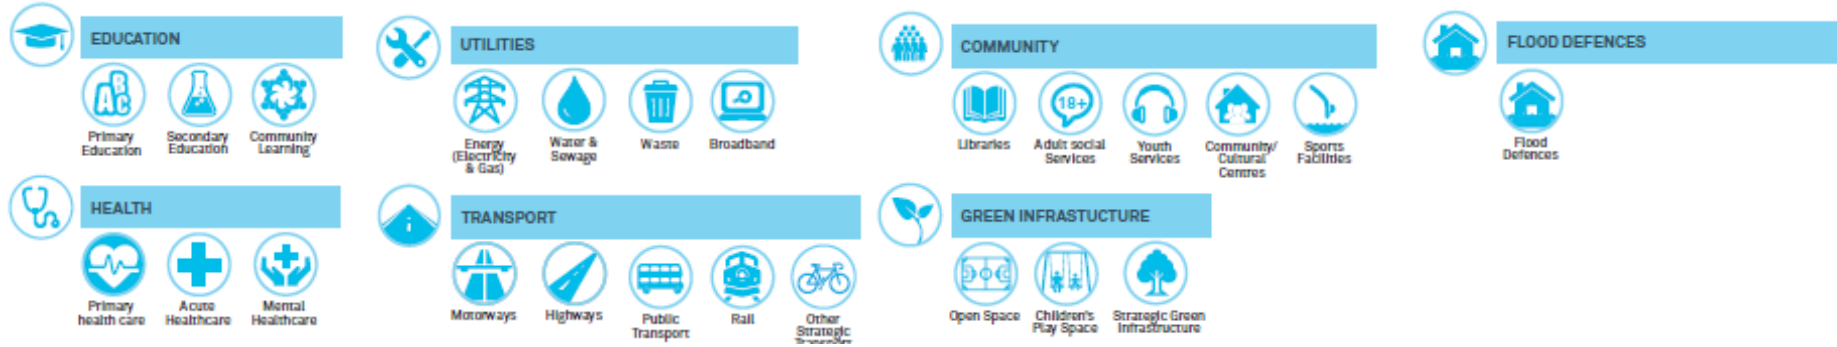 EDUCATION
Primary
Education
Secondary
Education
Community
Learning
UTILITIES
Energy
(Electricity
& Gas)
Water &
Sewage
Waste
Broadband
COMMUNITY
Libraries
Adult social
Services
18+
Youth
Services
Community/
Cultural
Centres
Sports
Facilities
FLOOD DEFENCES
Flood
Defences
HEALTH
Primary
health care
Acute
Healthcare
Mental
Healthcare
TRANSPORT
Motorways
Highways
Public
Transport
Rail
Other
Strategic
Transport
GREEN INFRASTUCTURE
Open Space
Children's
Play Space
Strategic Green
Infrastructure
ABC
i